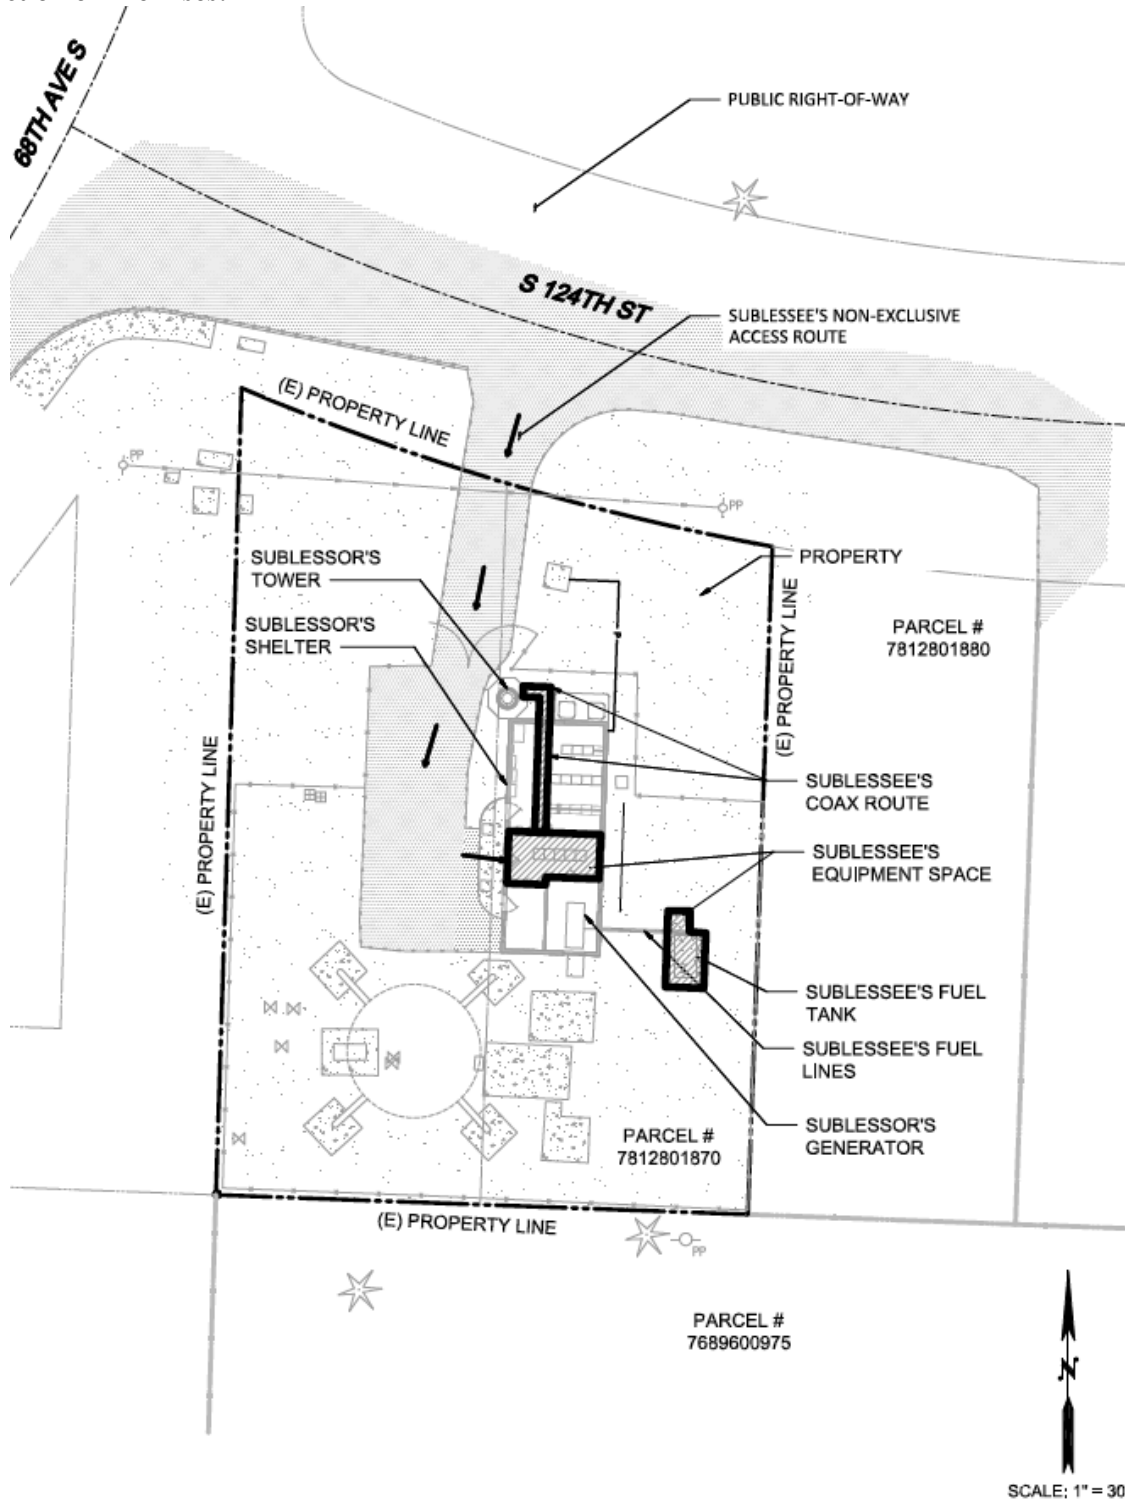 68TH AVE S
PUBLIC RIGHT-OF-WAY
S 124TH ST
SUBLESSEE'S NON-EXCLUSIVE
ACCESS ROUTE
(E) PROPERTY LINE
PP
PP
SUBLESSOR'S
TOWER
PROPERTY
SUBLESSOR'S
SHELTER
(E) PROPERTY LINE
PARCEL #
7812801880
(E) PROPERTY LINE
SUBLESSEE'S
COAX ROUTE
SUBLESSEE'S
EQUIPMENT SPACE
SUBLESSEE'S FUEL
TANK
SUBLESSEE'S FUEL
LINES
SUBLESSOR'S
GENERATOR
PARCEL #
7812801870
(E) PROPERTY LINE
PP
PARCEL #
7689600975
N
SCALE: 1" = 30